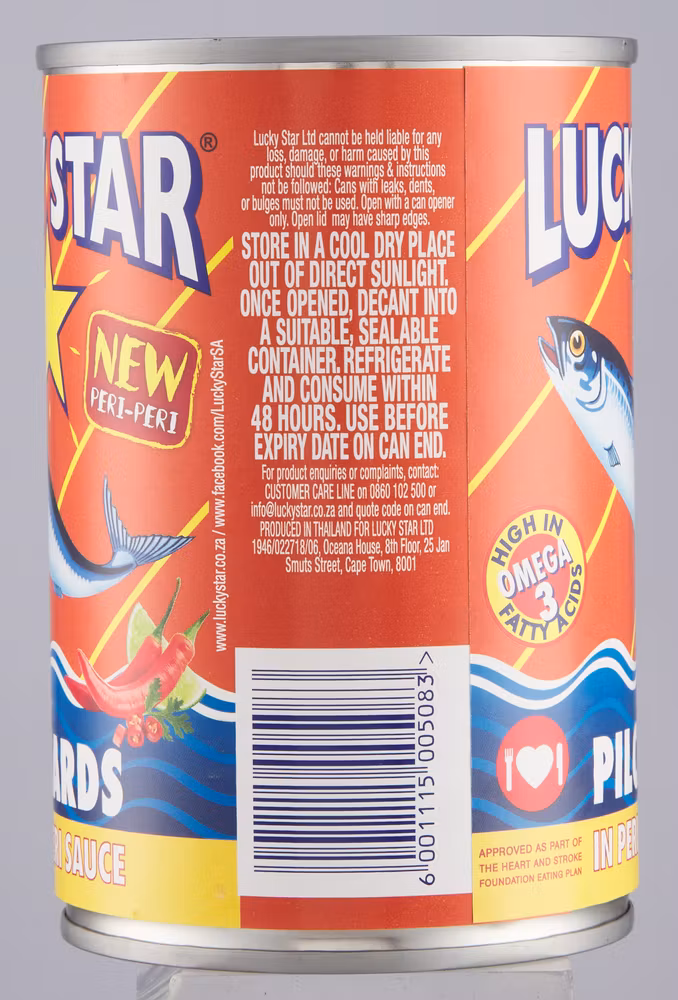 STAR®
NEW
PERI-PERI
www.luckystar.co.za / www.facebook.com/LuckyStarSA
ARDS
SAUCE
Lucky Star Ltd cannot be held liable for any
loss, damage, or harm caused by this
product should these warnings & instructions
not be followed: Cans with leaks, dents,
or bulges must not be used. Open with a can opener
only. Open lid may have sharp edges.
STORE IN A COOL DRY PLACE
OUT OF DIRECT SUNLIGHT.
ONCE OPENED, DECANT INTO
A SUITABLE, SEALABLE
CONTAINER. REFRIGERATE
AND CONSUME WITHIN
48 HOURS. USE BEFORE
EXPIRY DATE ON CAN END.
For product enquiries or complaints, contact:
CUSTOMER CARE LINE on 0860 102 500 or
info@luckystar.co.za and quote code on can end.
PRODUCED IN THAILAND FOR LUCKY STAR LTD
1946/022718/06, Oceana House, 8th Floor, 25 Jan
Smuts Street, Cape Town, 8001
6 001115 005083 >
LUCK
HIGH IN
OMEGA
3
FATTY ACIDS
PILC
IN PER
APPROVED AS PART OF
THE HEART AND STROKE
FOUNDATION EATING PLAN